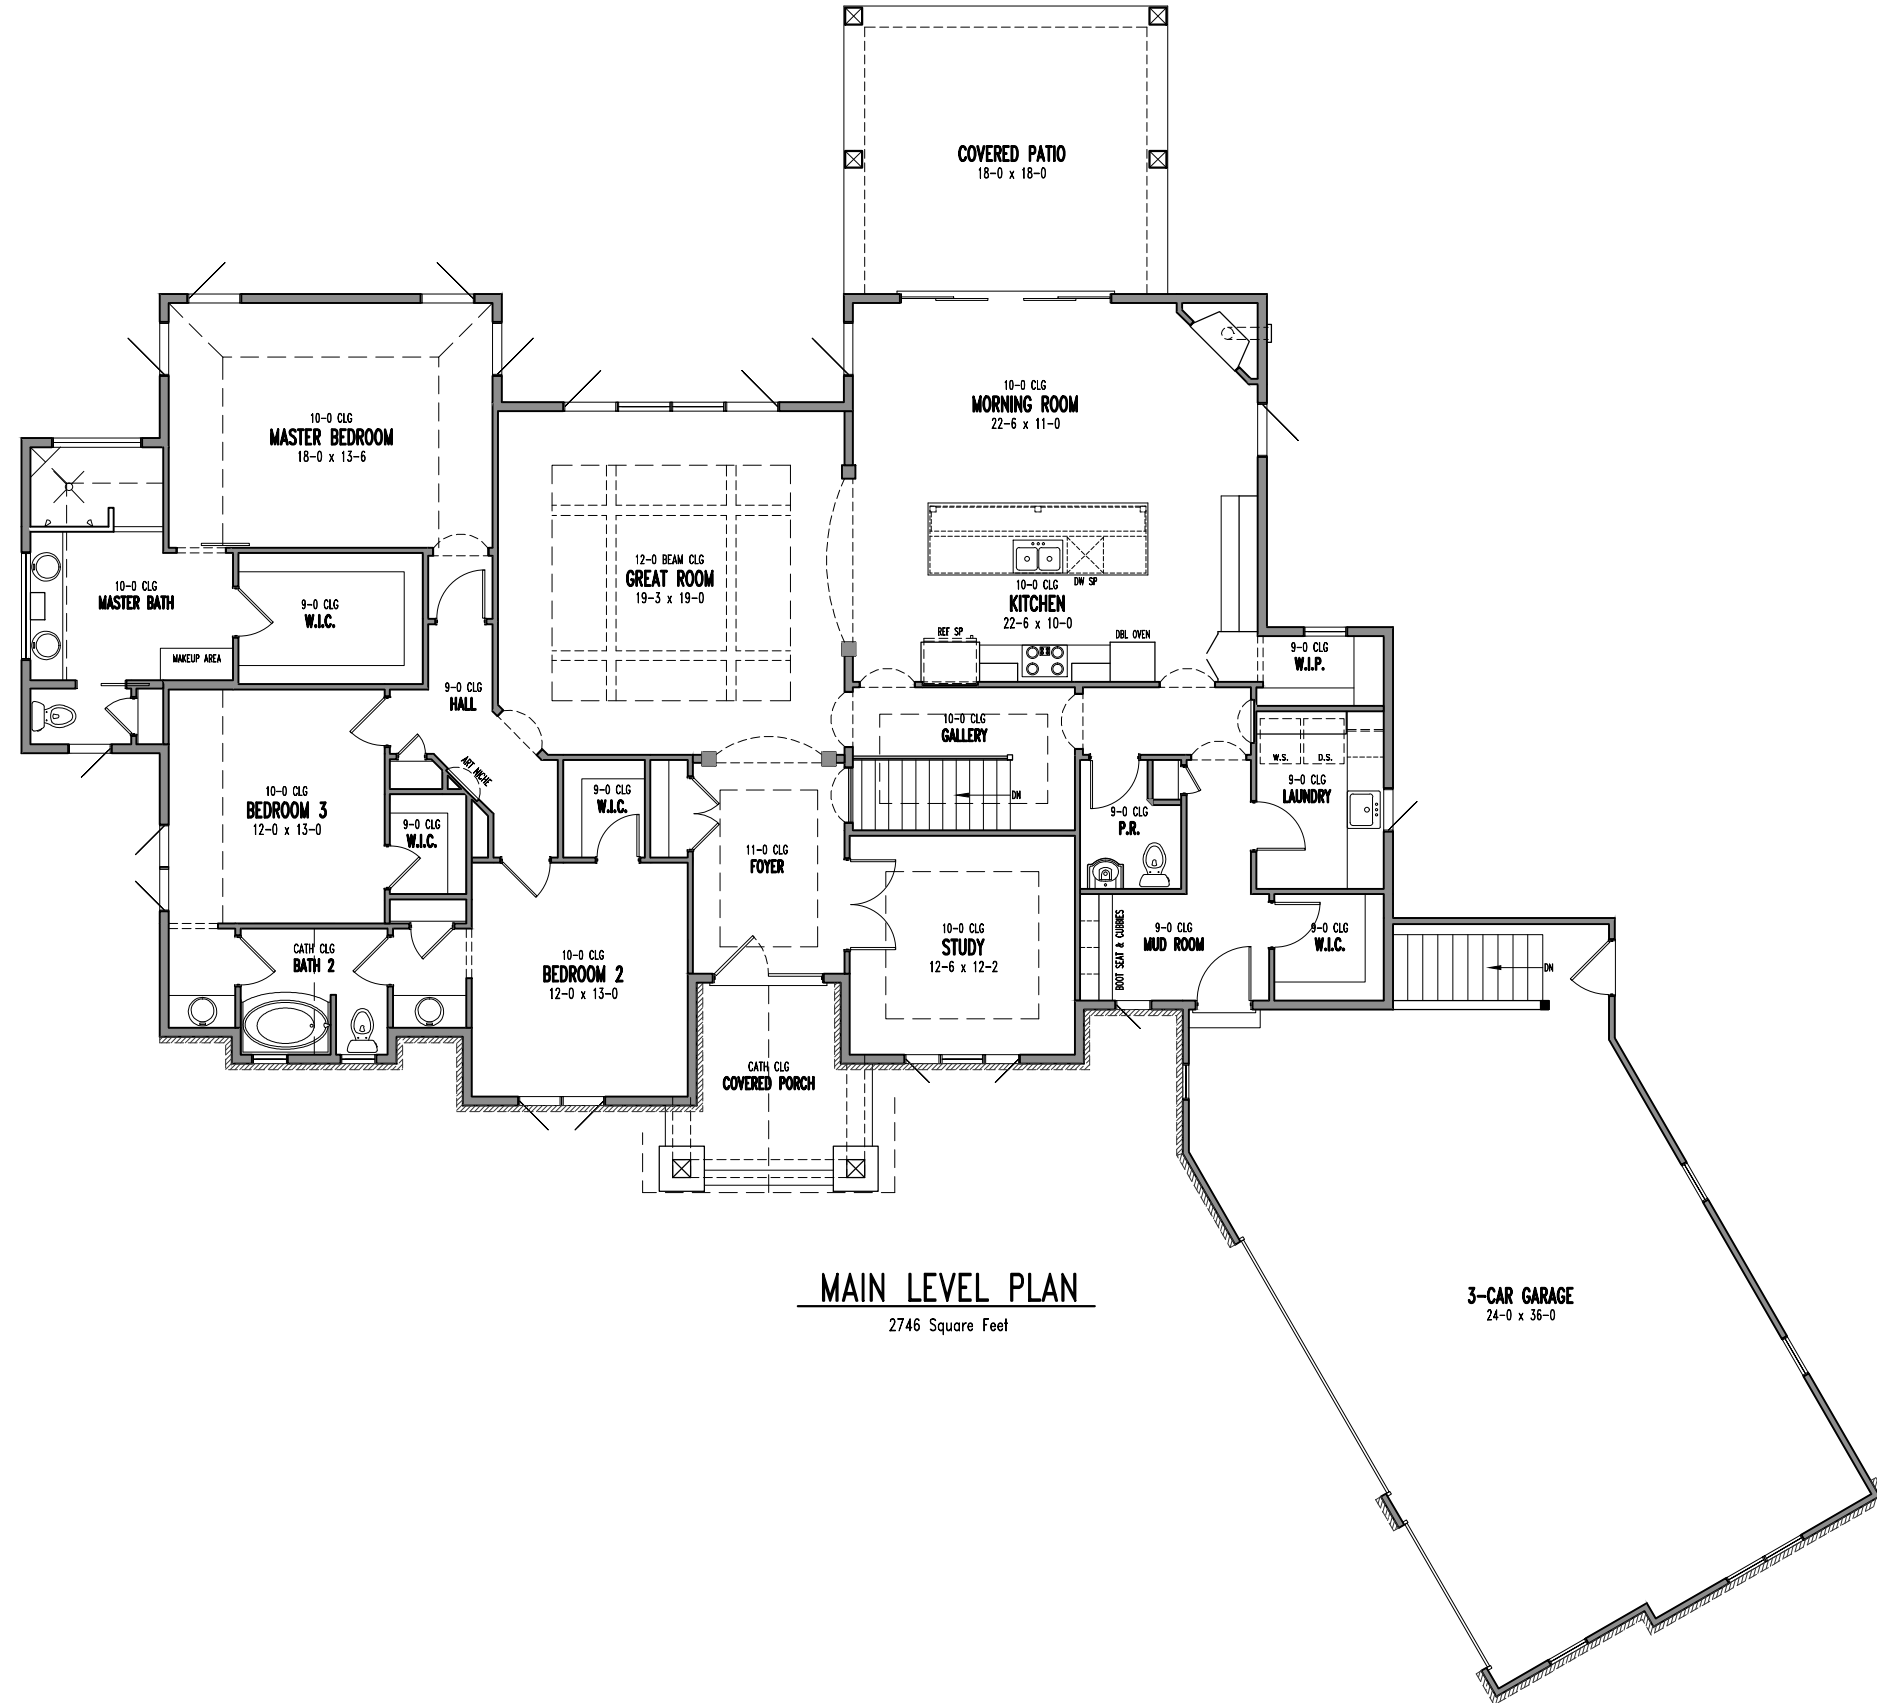 COVERED PATIO
18-0 x 18-0
10-0 CLG
MORNING ROOM
22-6 x 11-0
10-0 CLG
MASTER BEDROOM
18-0 x 13-6
12-0 BEAM CLG
GREAT ROOM
19-3 x 19-0
DW SP
10-0 CLG
KITCHEN
22-6 x 10-0
REF SP
DBL OVEN
10-0 CLG
MASTER BATH
9-0 CLG
W.I.C.
MAKEUP AREA
9-0 CLG
W.I.P.
9-0 CLG
HALL
10-0 CLG
GALLERY
DN
W.S.
D.S.
9-0 CLG
LAUNDRY
ART NICHE
10-0 CLG
BEDROOM 3
12-0 x 13-0
9-0 CLG
W.I.C.
9-0 CLG
W.I.C.
9-0 CLG
P.R.
11-0 CLG
FOYER
10-0 CLG
STUDY
12-6 x 12-2
BOOT SEAT & CUBBIES
9-0 CLG
MUD ROOM
9-0 CLG
W.I.C.
DN
CATH CLG
BATH 2
10-0 CLG
BEDROOM 2
12-0 x 13-0
CATH CLG
COVERED PORCH
MAIN LEVEL PLAN
2746 Square Feet
3-CAR GARAGE
24-0 x 36-0